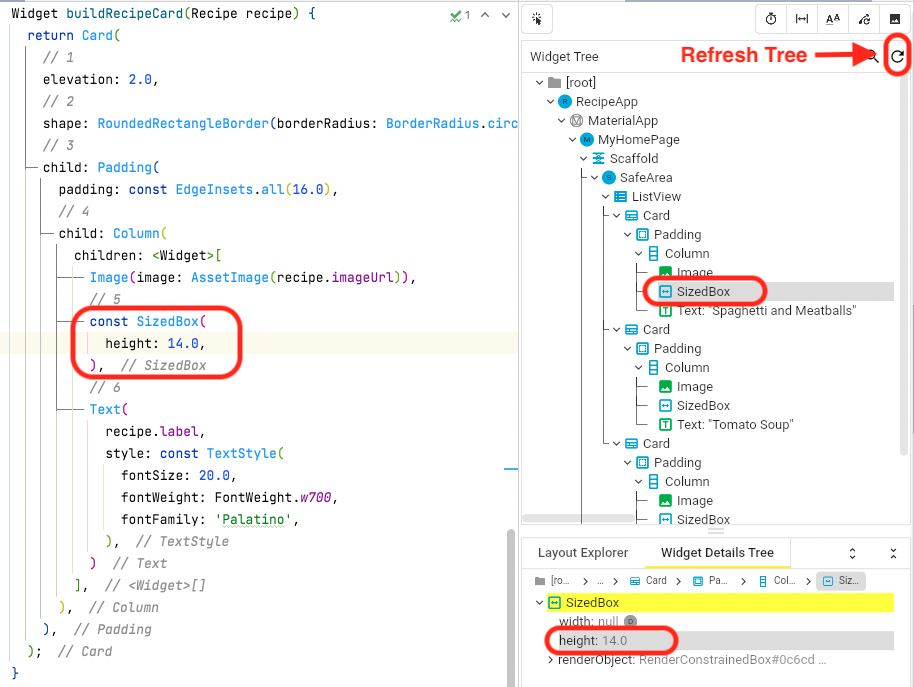 Widget buildRecipeCard(Recipe recipe) {
1
return Card(
// 1
elevation: 2.0,
// 2
shape: RoundedRectangleBorder(borderRadius: BorderRadius.circ
// 3
child: Padding(
padding: const EdgeInsets.all(16.0),
// 4
child: Column(
children: <Widget>[
Image(image: AssetImage(recipe.imageUrl)),
// 5
const SizedBox(
height: 14.0,
), // SizedBox
// 6
Text(
recipe.label,
style: const TextStyle(
fontSize: 20.0,
fontWeight: FontWeight.w700,
fontFamily: 'Palatino',
), // TextStyle
) // Text
], // <Widget>[]
), // Column
), // Padding
); // Card
}
AA
Widget Tree
Refresh Tree
[root]
R RecipeApp
MaterialApp
M MyHomePage
Scaffold
S SafeArea
ListView
Card
Padding
Column
Image
SizedBox
T Text: "Spaghetti and Meatballs"
Card
Padding
Column
Image
SizedBox
T Text: "Tomato Soup"
Card
Padding
Column
Image
SizedBox
Layout Explorer Widget Details Tree
[ro... > ... > Card > Pa... > Col... > Siz...
SizedBox
width: null D
height: 14.0
renderObject: RenderConstrainedBox#0c6cd ...